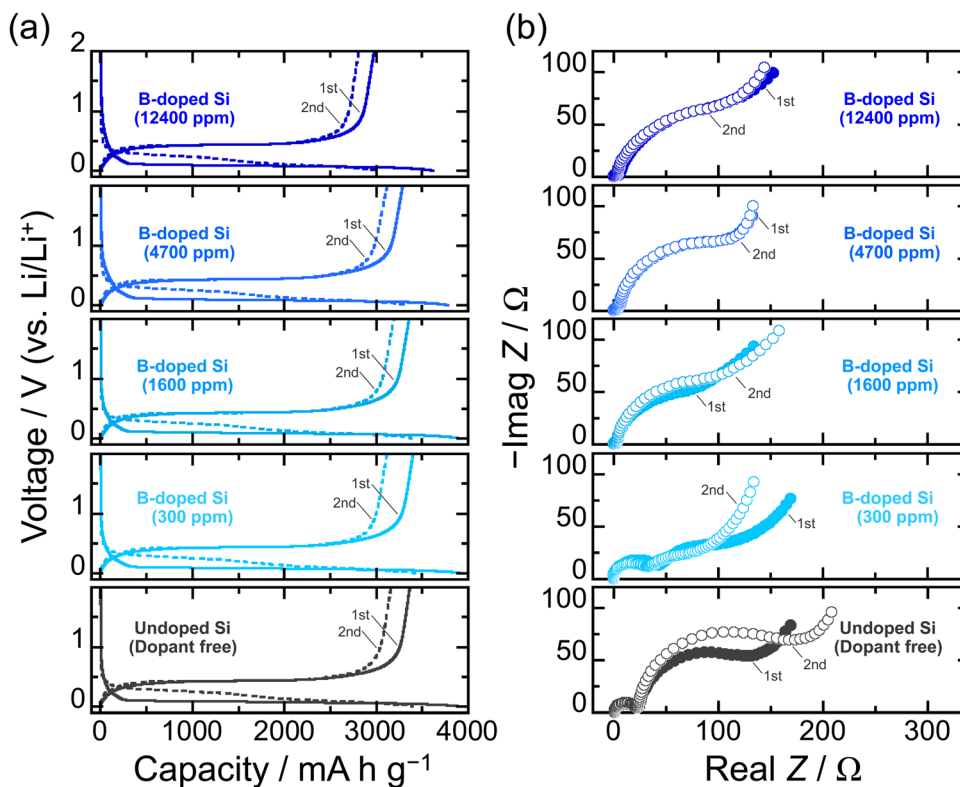 (a)
Voltage / V (vs. Li/Li⁺)
2
1
0
B-doped Si
(12400 ppm)
1st
2nd
1
0
B-doped Si
(4700 ppm)
1st
2nd
1
0
B-doped Si
(1600 ppm)
1st
2nd
1
0
B-doped Si
(300 ppm)
1st
2nd
1
0
Undoped Si
(Dopant free)
1st
2nd
0 1000 2000 3000 4000
Capacity / mA h g⁻¹
(b)
−Imag Z / Ω
100
50
0
B-doped Si
(12400 ppm)
1st
2nd
100
50
0
B-doped Si
(4700 ppm)
1st
2nd
100
50
0
B-doped Si
(1600 ppm)
2nd
1st
100
50
0
B-doped Si
(300 ppm)
2nd
1st
100
50
0
Undoped Si
(Dopant free)
2nd
1st
0 100 200 300
Real Z / Ω